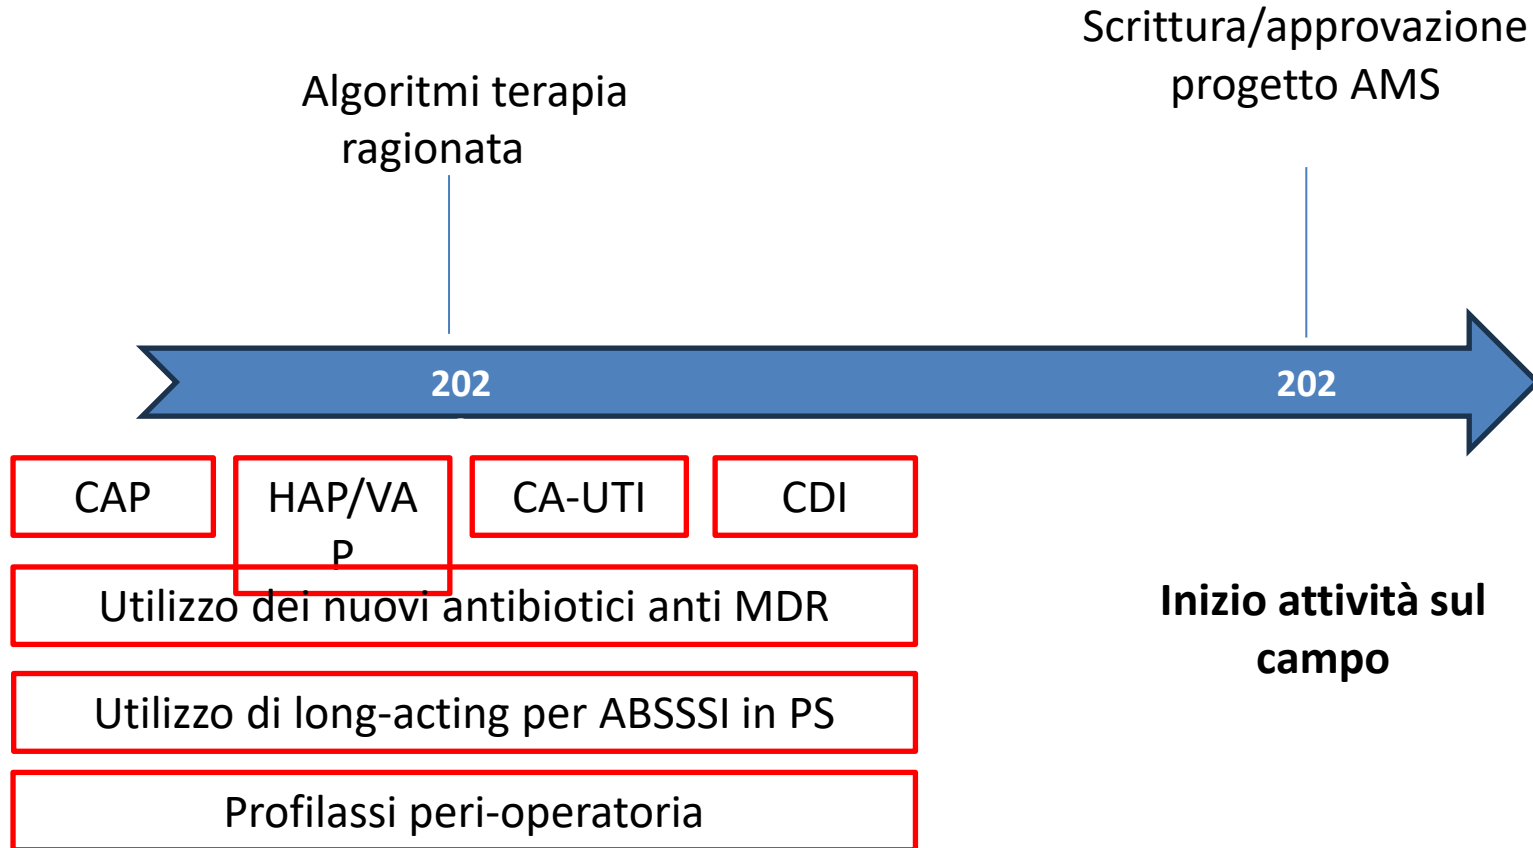 Scrittura/approvazione
progetto AMS
Algoritmi terapia
ragionata
202
202
CAP
HAP/VA
P
CA-UTI
CDI
Utilizzo dei nuovi antibiotici anti MDR
Inizio attività sul
campo
Utilizzo di long-acting per ABSSSI in PS
Profilassi peri-operatoria